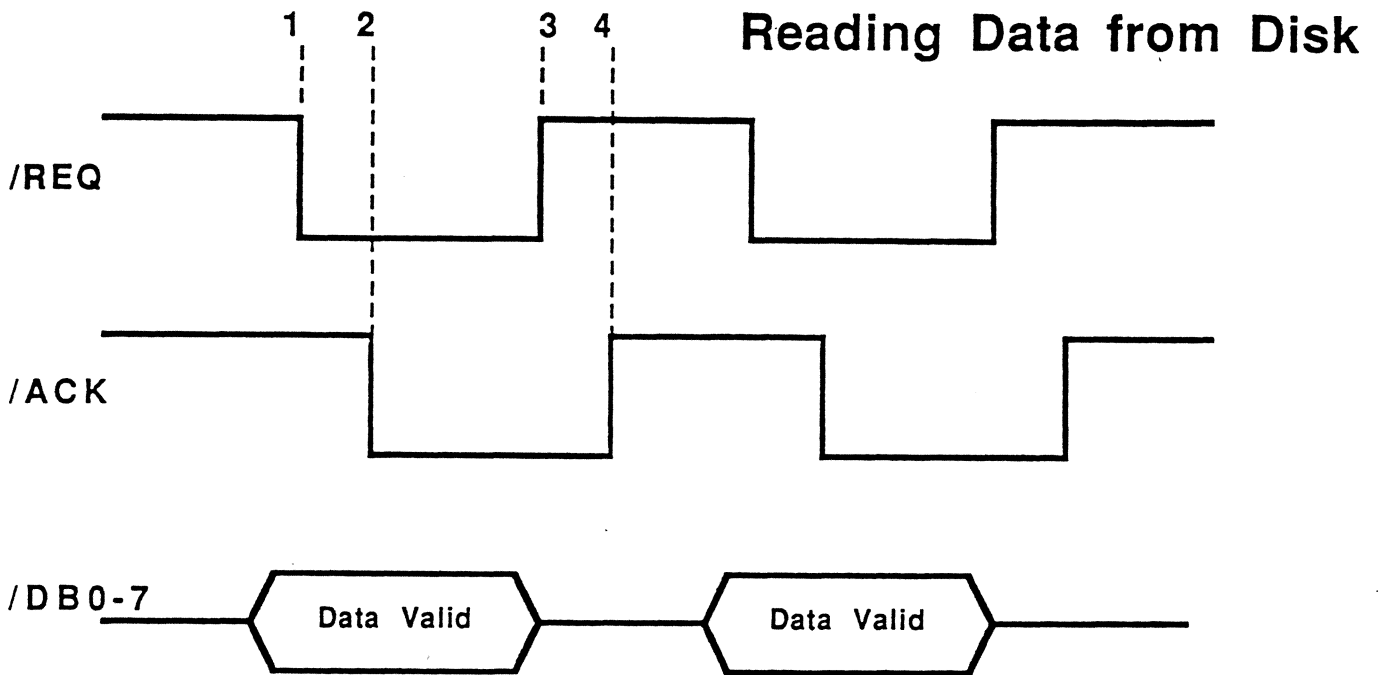 1 2 3 4 Reading Data from Disk
/REQ
/ACK
/DB0-7
Data Valid Data Valid